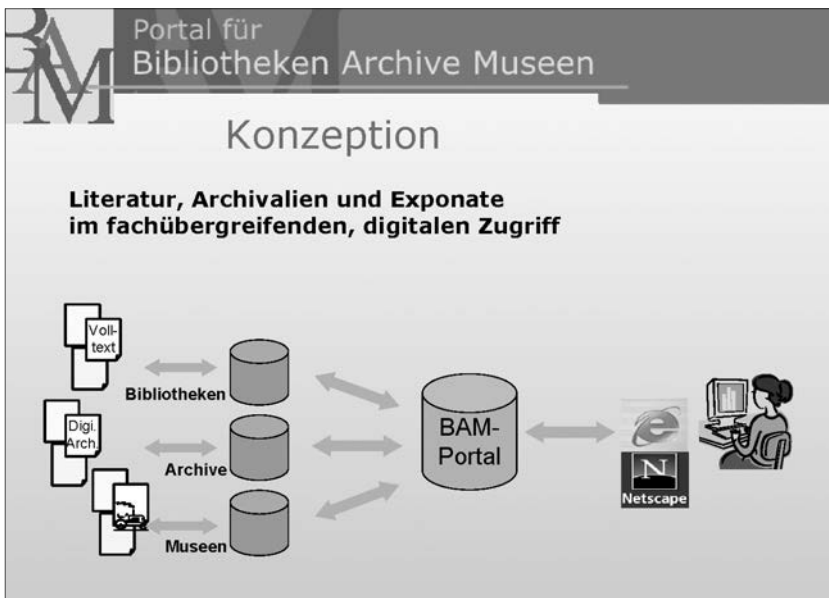 BAM
Portal für
Bibliotheken Archive Museen
Konzeption
Literatur, Archivalien und Exponate
im fachübergreifenden, digitalen Zugriff
Voll-
text
Bibliotheken
Digi.
Arch.
Archive
Museen
BAM-
Portal
e
N
Netscape